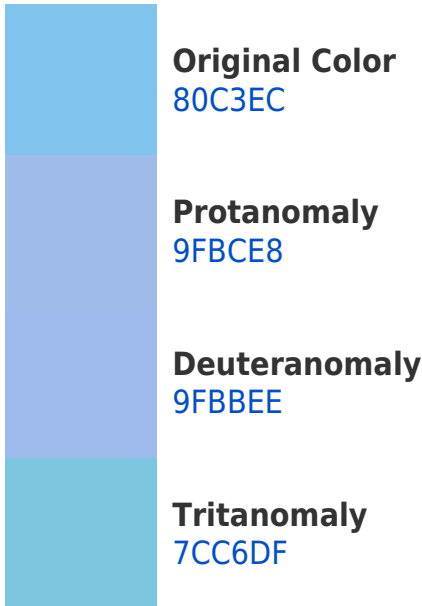 Original Color
80C3EC
Protanomaly
9FBCE8
Deuteranomaly
9FBBEE
Tritanomaly
7CC6DF